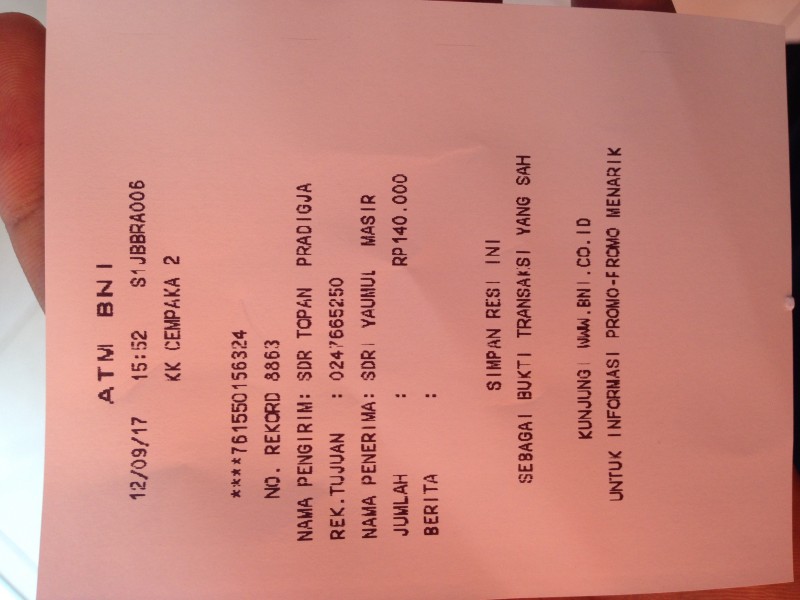 ATM BNI
12/09/17 15:52 S1JBBRA006
KK CEMPAKA 2
****7615550156324
NO. REKORD 8863
NAMA PENGIRIM: SDR TOPAN PRADIGJA
REK.TUJUAN : 0247665250
NAMA PENERIMA: SDRI YAUMUL MASIR
JUMLAH : RP140.000
BERITA :
SIMPAN RESI INI
SEBAGAI BUKTI TRANSAKSI YANG SAH
KUNJUNGI WWW.BNI.CO.ID
UNTUK INFORMASI PROMO-PROMO MENARIK